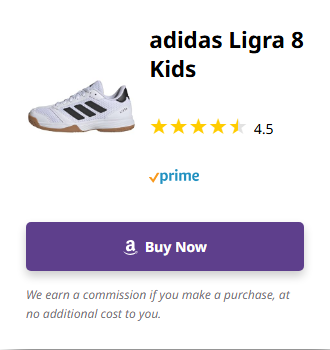 adidas Ligra 8
Kids
4.5
prime
Buy Now
We earn a commission if you make a purchase, at
no additional cost to you.